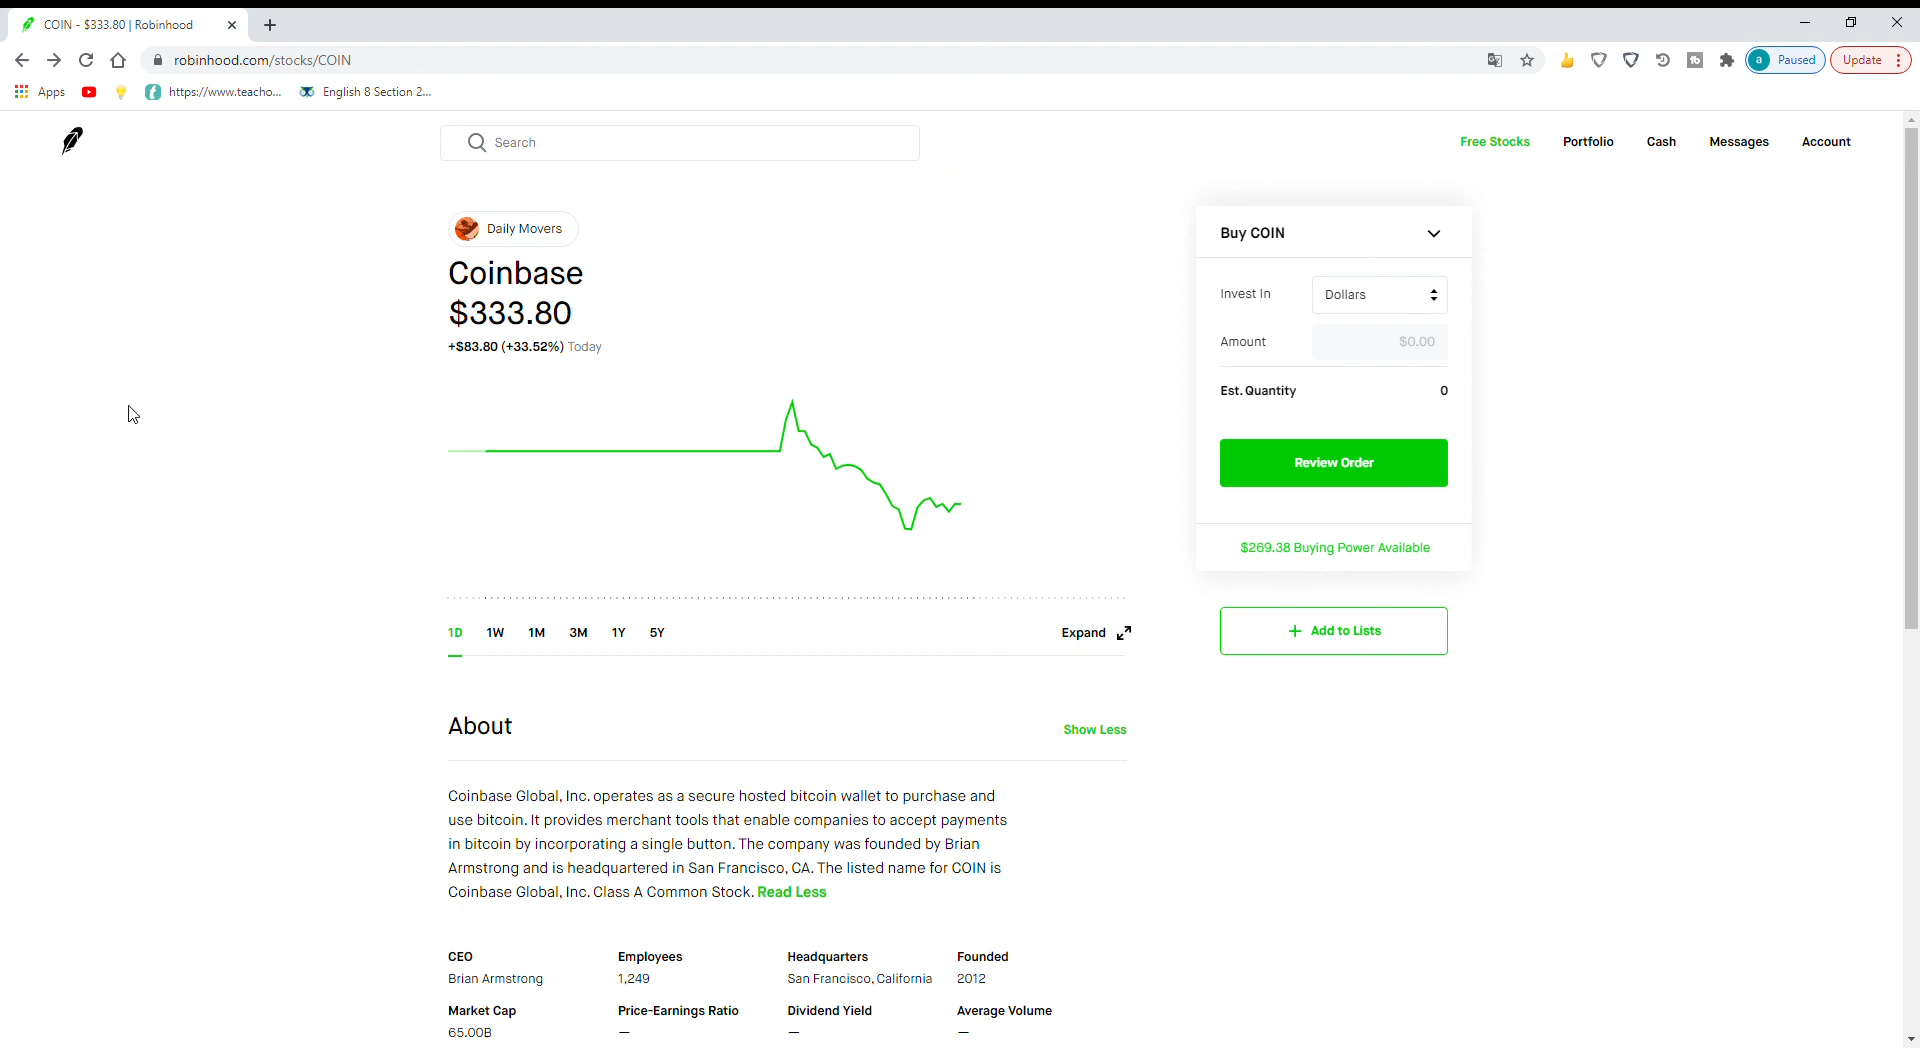 COIN - $333.80 | Robinhood
robinhood.com/stocks/COIN
a Paused
Update
Apps
https://www.teacho...
English 8 Section 2...
Search
Free Stocks Portfolio Cash Messages Account
Daily Movers
Coinbase
$333.80
+$83.80 (+33.52%) Today
1D 1W 1M 3M 1Y 5Y Expand
Buy COIN
Invest In Dollars
Amount $0.00
Est. Quantity 0
Review Order
$269.38 Buying Power Available
+ Add to Lists
About Show Less
Coinbase Global, Inc. operates as a secure hosted bitcoin wallet to purchase and
use bitcoin. It provides merchant tools that enable companies to accept payments
in bitcoin by incorporating a single button. The company was founded by Brian
Armstrong and is headquartered in San Francisco, CA. The listed name for COIN is
Coinbase Global, Inc. Class A Common Stock. Read Less
CEO Employees Headquarters Founded
Brian Armstrong 1,249 San Francisco, California 2012
Market Cap Price-Earnings Ratio Dividend Yield Average Volume
65.00B — — —